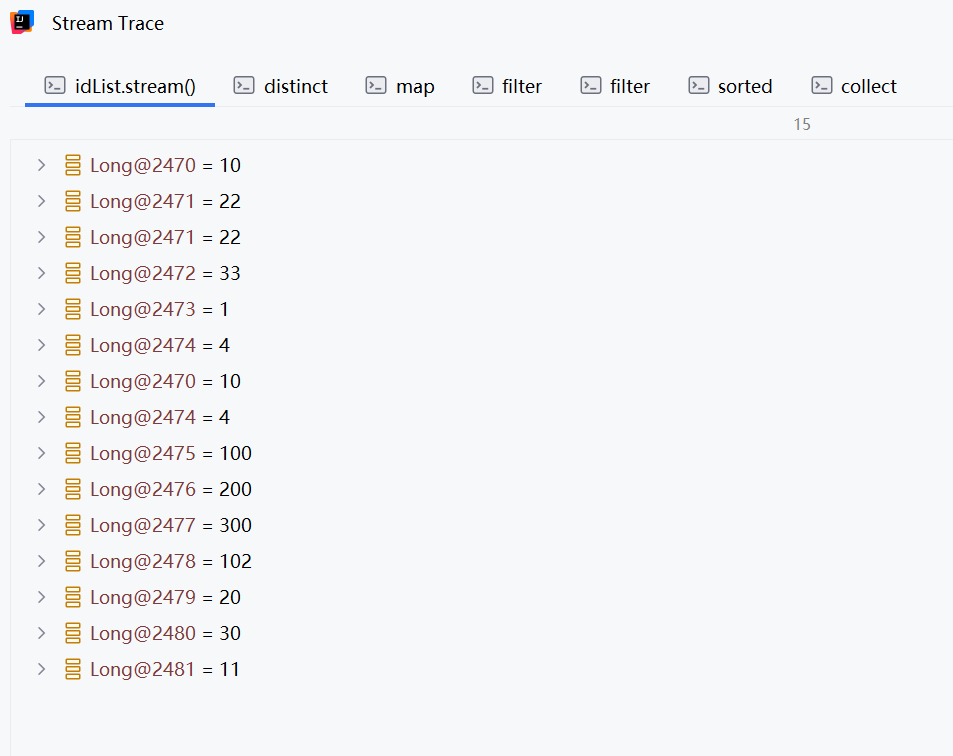 Stream Trace
idList.stream() distinct map filter filter sorted collect
15
Long@2470 = 10
Long@2471 = 22
Long@2471 = 22
Long@2472 = 33
Long@2473 = 1
Long@2474 = 4
Long@2470 = 10
Long@2474 = 4
Long@2475 = 100
Long@2476 = 200
Long@2477 = 300
Long@2478 = 102
Long@2479 = 20
Long@2480 = 30
Long@2481 = 11